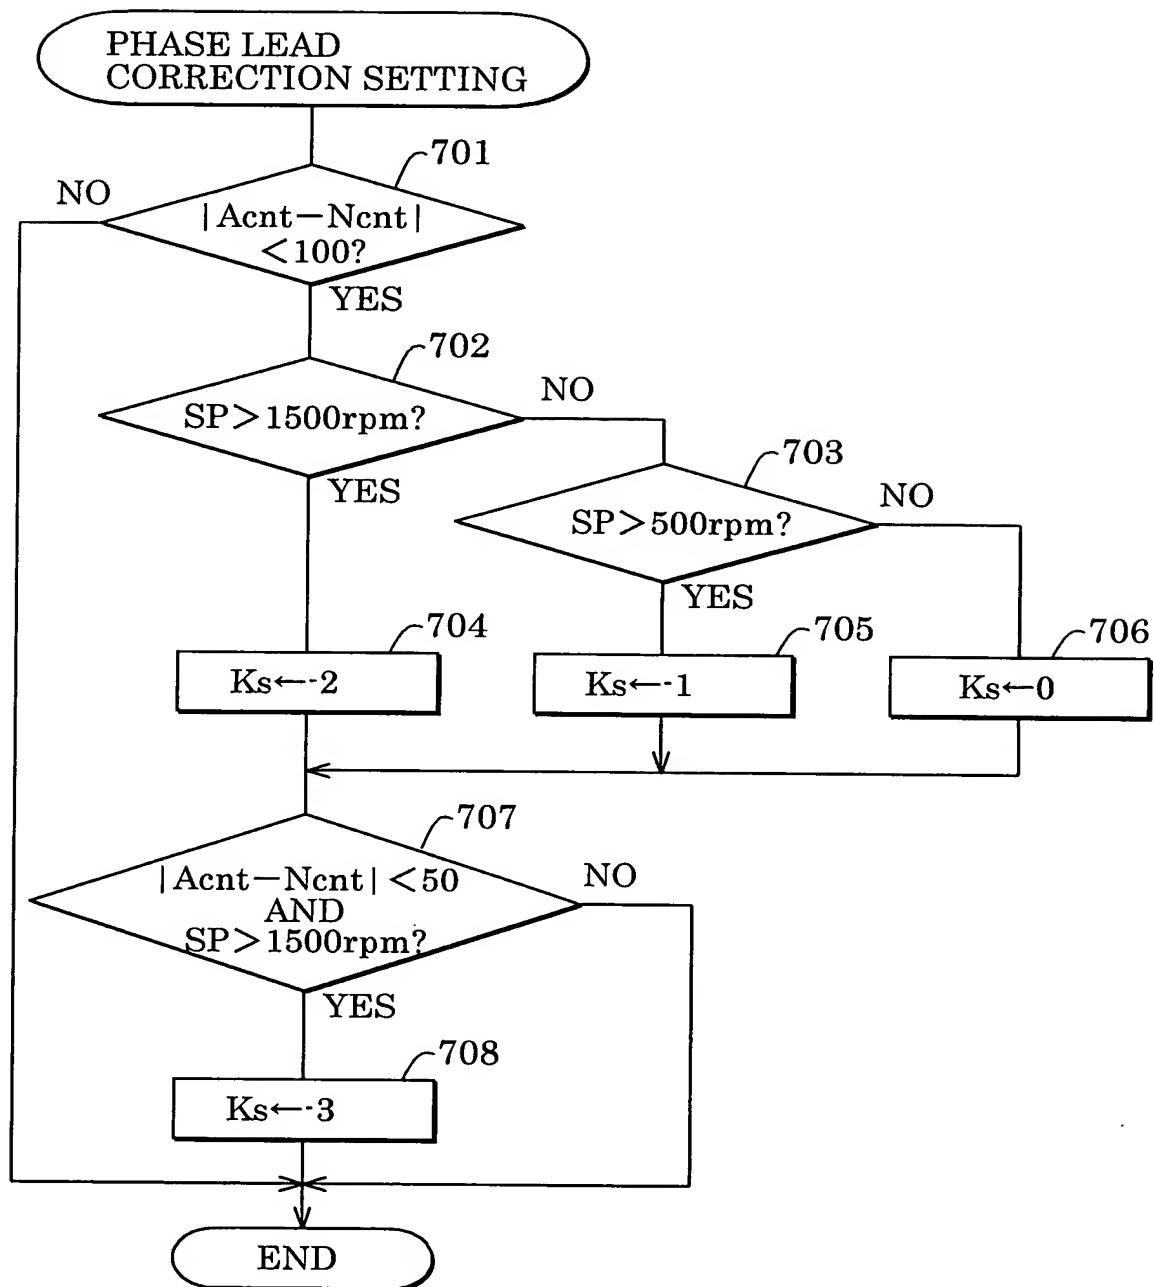 PHASE LEAD
CORRECTION SETTING
701
NO
|Acnt−Ncnt|
<100?
YES
702
SP>1500rpm?
NO
YES
703
SP>500rpm?
NO
YES
704
Ks←-2
705
Ks←-1
706
Ks←0
707
|Acnt−Ncnt|<50
AND
SP>1500rpm?
NO
YES
708
Ks←-3
END